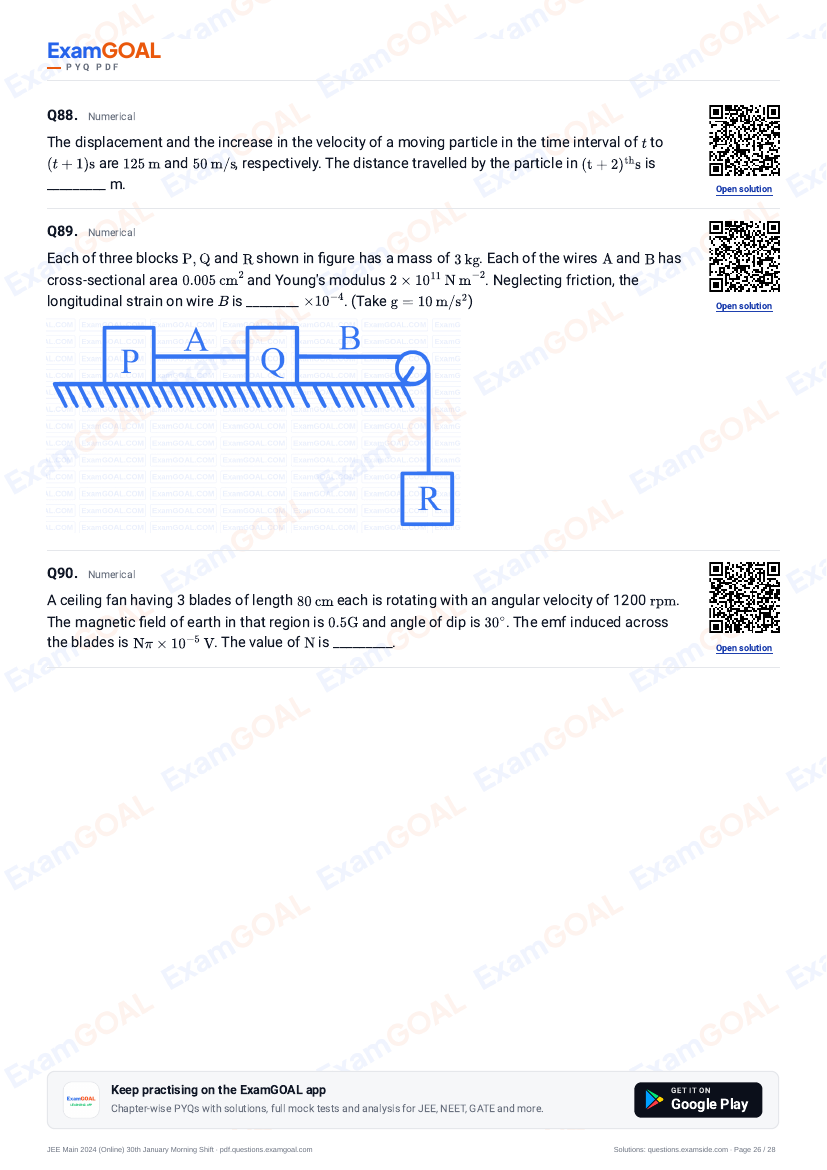 ExamGOAL
PYQ PDF
Q88. Numerical
The displacement and the increase in the velocity of a moving particle in the time interval of t to
(t + 1)s are 125 m and 50 m/s, respectively. The distance travelled by the particle in (t + 2)ᵗʰs is
_________ m.
Open solution
Q89. Numerical
Each of three blocks P, Q and R shown in figure has a mass of 3 kg. Each of the wires A and B has
cross-sectional area 0.005 cm² and Young's modulus 2 × 10¹¹ N m⁻². Neglecting friction, the
longitudinal strain on wire B is ________ ×10⁻⁴. (Take g = 10 m/s²)
Open solution
P
A
Q
B
R
Q90. Numerical
A ceiling fan having 3 blades of length 80 cm each is rotating with an angular velocity of 1200 rpm.
The magnetic field of earth in that region is 0.5G and angle of dip is 30°. The emf induced across
the blades is Nπ × 10⁻⁵ V. The value of N is _________.
Open solution
Keep practising on the ExamGOAL app
Chapter-wise PYQs with solutions, full mock tests and analysis for JEE, NEET, GATE and more.
GET IT ON
Google Play
JEE Main 2024 (Online) 30th January Morning Shift · pdf.questions.examgoal.com
Solutions: questions.examside.com · Page 26 / 28